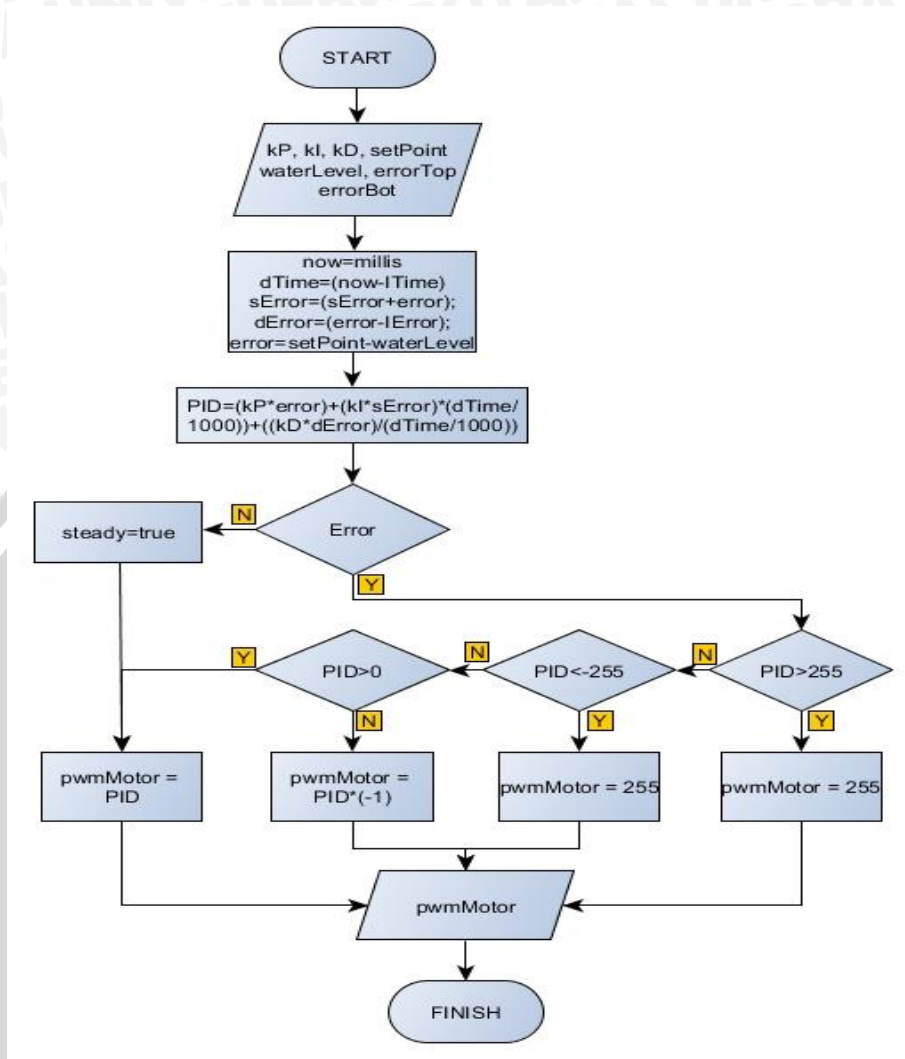 START
kP, kI, kD, setPoint
waterLevel, errorTop
errorBot
now=millis
dTime=(now-lTime)
sError=(sError+error);
dError=(error-lError);
error=setPoint-waterLevel
PID=(kP*error)+(kI*sError)*(dTime/
1000))+((kD*dError)/(dTime/1000))
Error
N
steady=true
Y
PID>255
N
PID<-255
N
PID>0
Y
N
Y
Y
pwmMotor =
PID
pwmMotor =
PID*(-1)
pwmMotor = 255
pwmMotor = 255
pwmMotor
FINISH